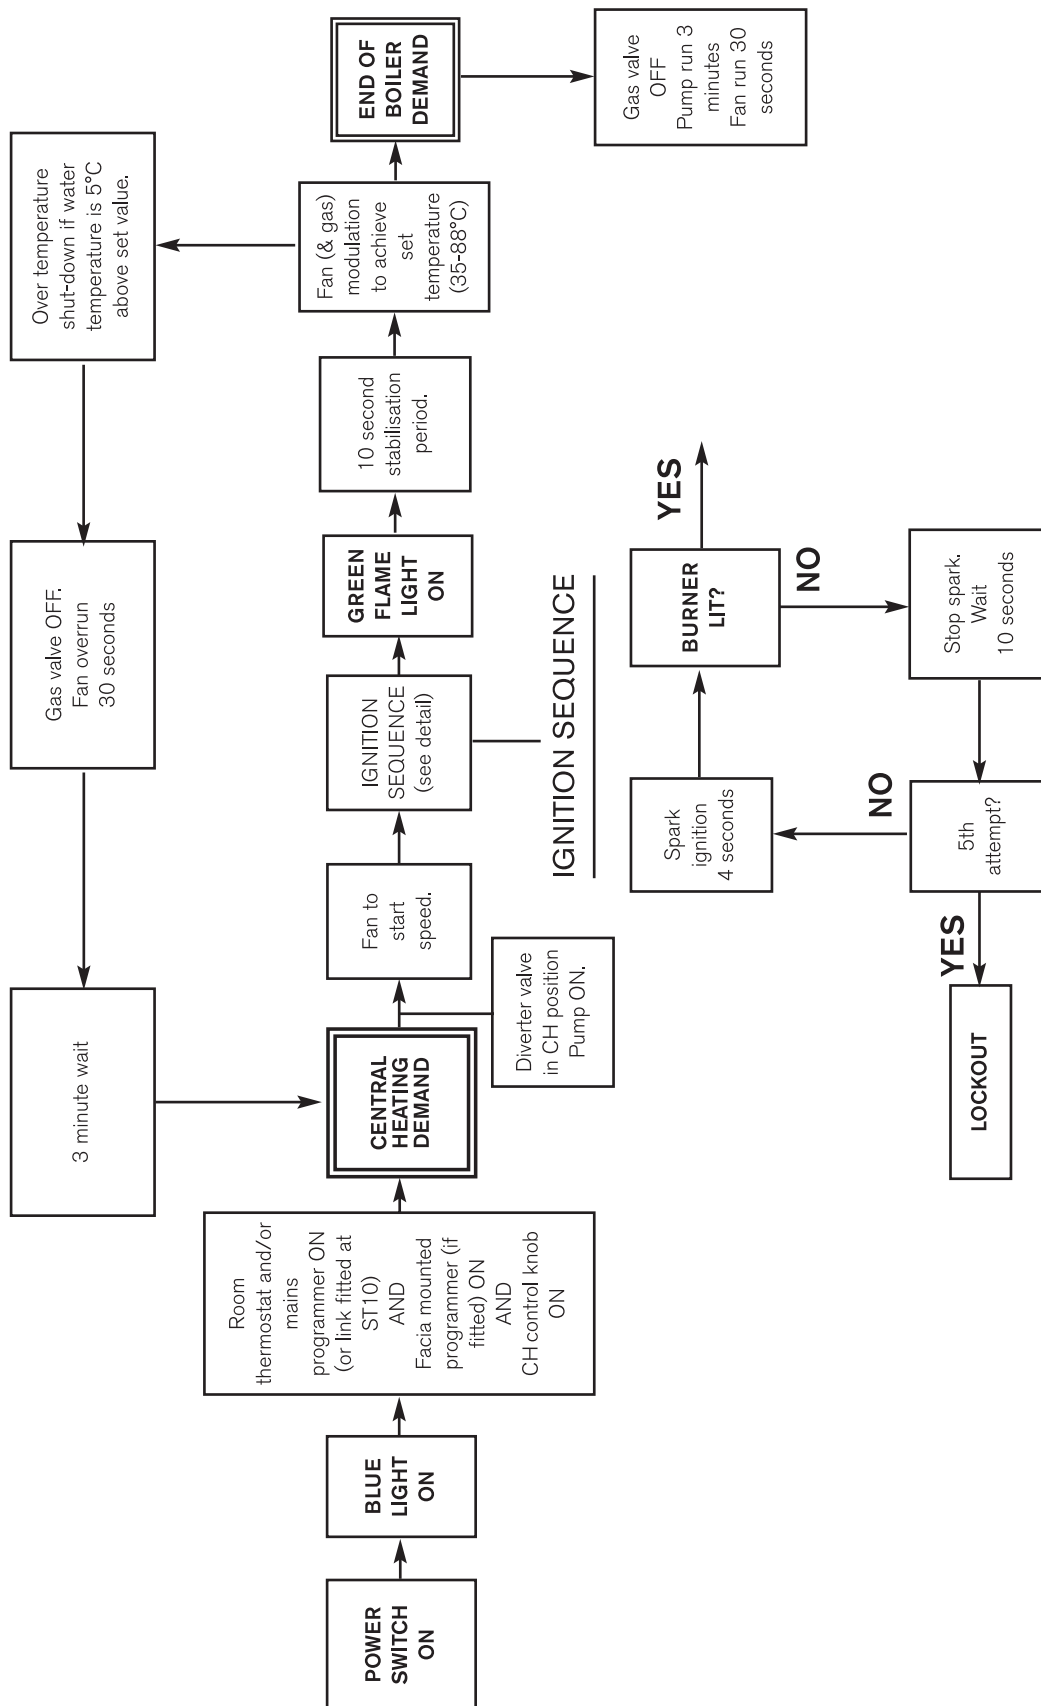 POWER
SWITCH
ON
BLUE
LIGHT
ON
Room
thermostat and/or
mains
programmer ON
(or link fitted at
ST10)
AND
Facia mounted
programmer (if
fitted) ON
AND
CH control knob
ON
CENTRAL
HEATING
DEMAND
Diverter valve
in CH position
Pump ON.
Fan to
start
speed.
IGNITION
SEQUENCE
(see detail)
GREEN
FLAME
LIGHT
ON
10 second
stabilisation
period.
Fan (& gas)
modulation
to achieve
set
temperature
(35-88°C)
END OF
BOILER
DEMAND
Gas valve
OFF
Pump run 3
minutes
Fan run 30
seconds
Over temperature
shut-down if water
temperature is 5°C
above set value.
Gas valve OFF.
Fan overrun
30 seconds
3 minute wait
IGNITION SEQUENCE
Spark
ignition
4 seconds
BURNER
LIT?
YES
NO
Stop spark.
Wait
10 seconds
5th
attempt?
NO
YES
LOCKOUT